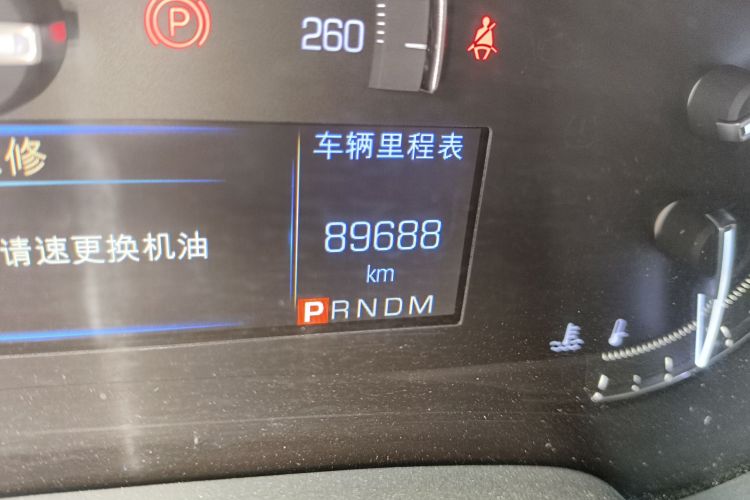 P
260
修
车辆里程表
请速更换机油
89688
km
PRNDM